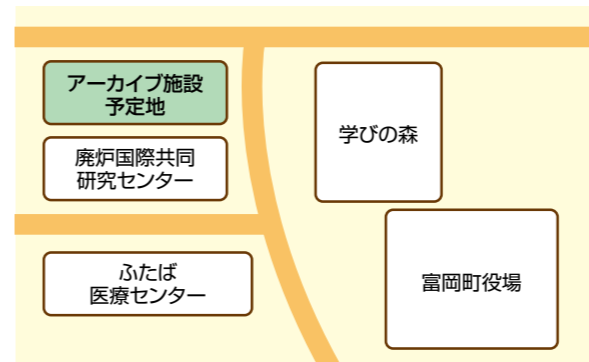 アーカイブ施設
予定地
廃炉国際共同
研究センター
ふたば
医療センター
学びの森
富岡町役場